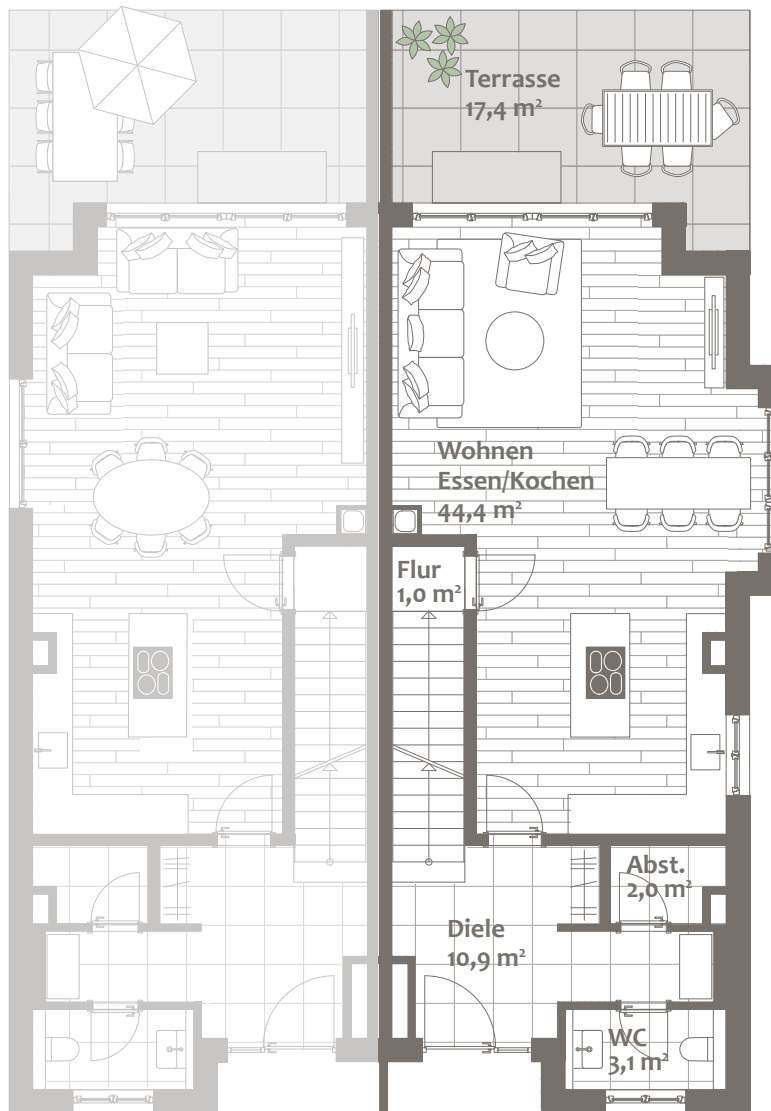 Terrasse
17,4 m²
Wohnen
Essen/Kochen
44,4 m²
Flur
1,0 m²
Abst.
2,0 m²
Diele
10,9 m²
WC
3,1 m²